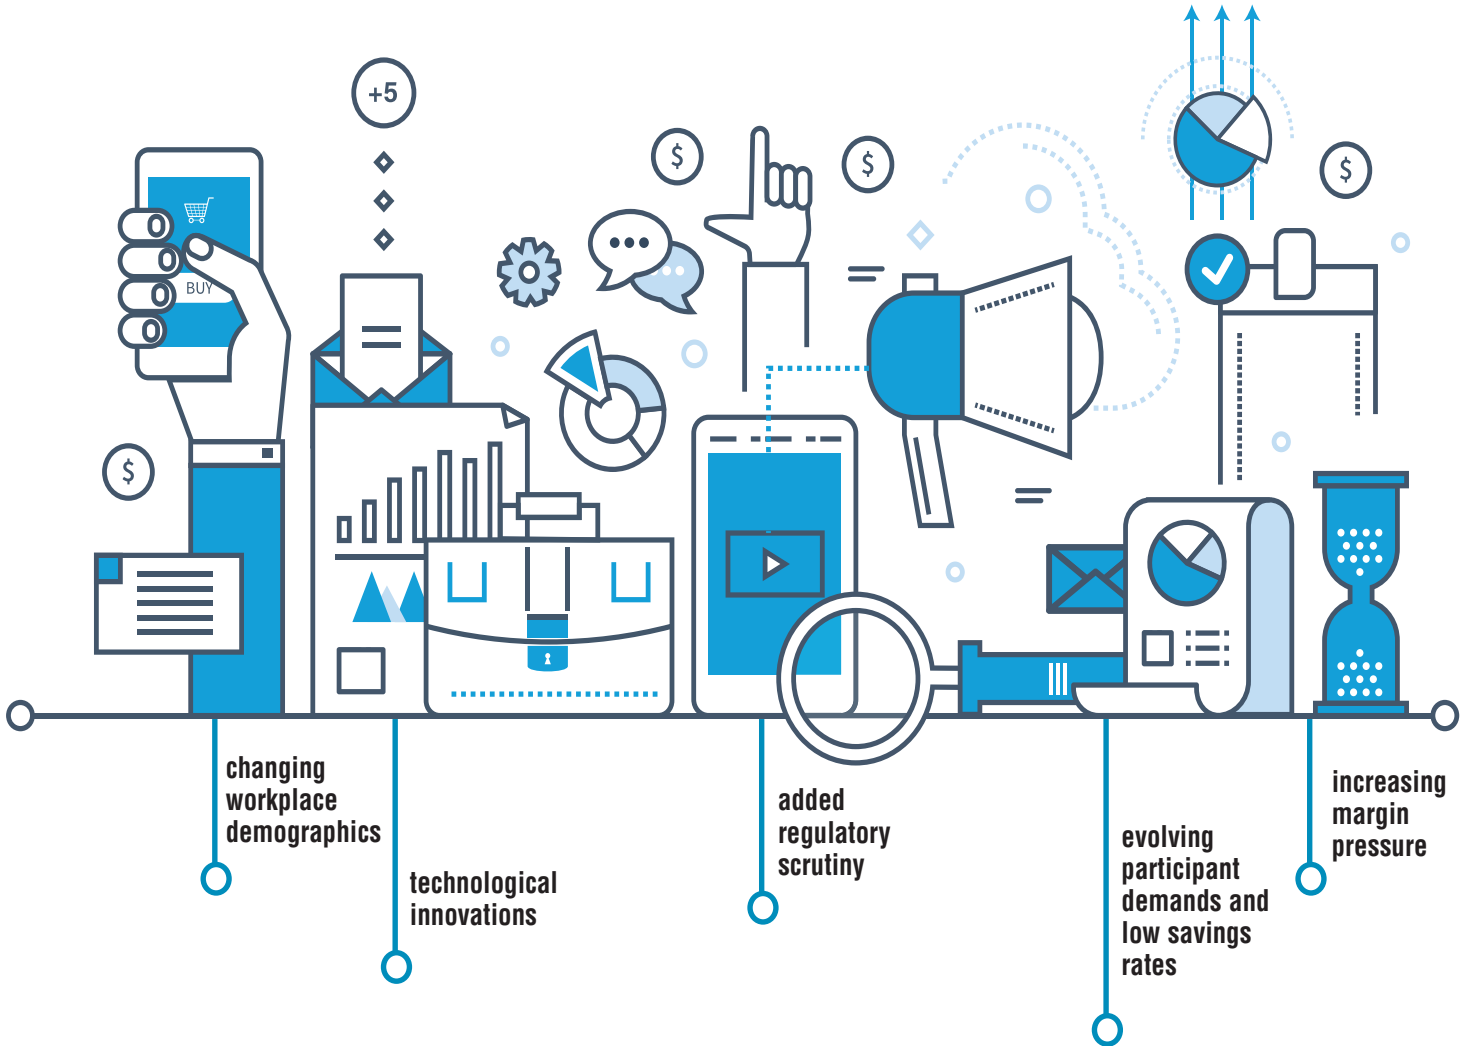 +5
$
$
$
BUY
$
changing
workplace
demographics
technological
innovations
added
regulatory
scrutiny
evolving
participant
demands and
low savings
rates
increasing
margin
pressure